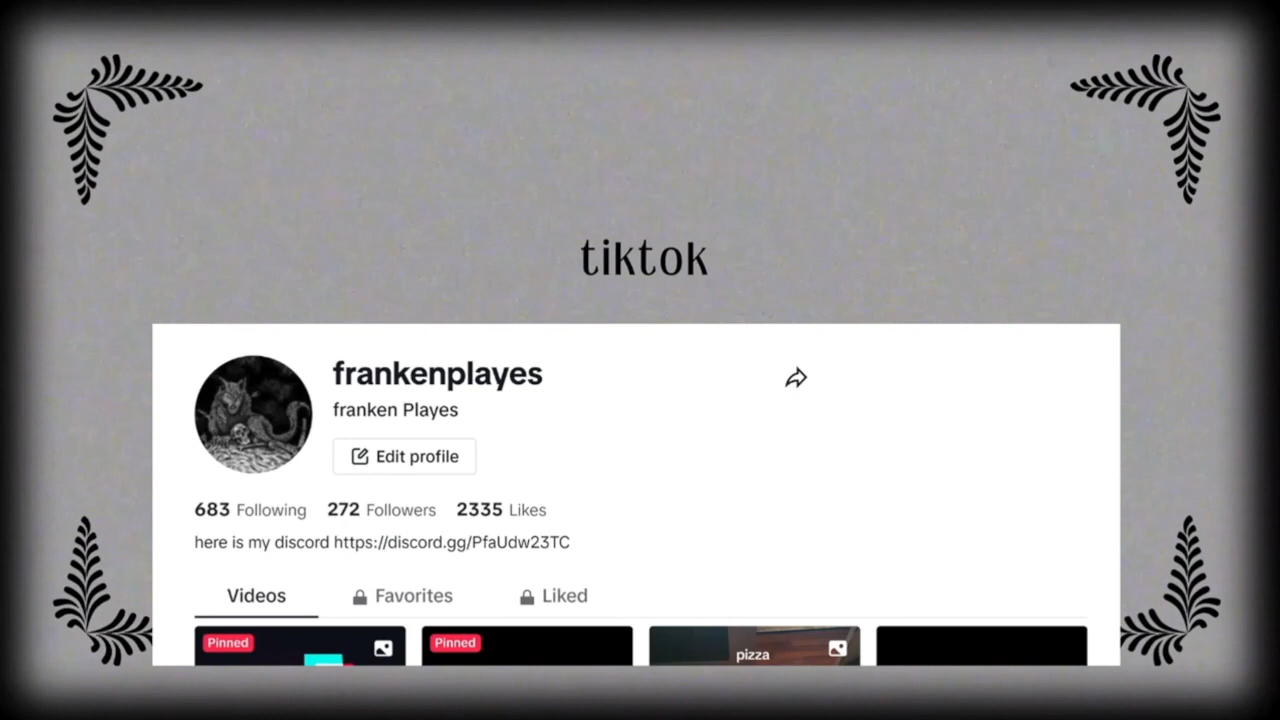 tiktok
frankenplayes
franken Playes
Edit profile
683 Following 272 Followers 2335 Likes
here is my discord https://discord.gg/PfaUdw23TC
Videos Favorites Liked
Pinned Pinned pizza